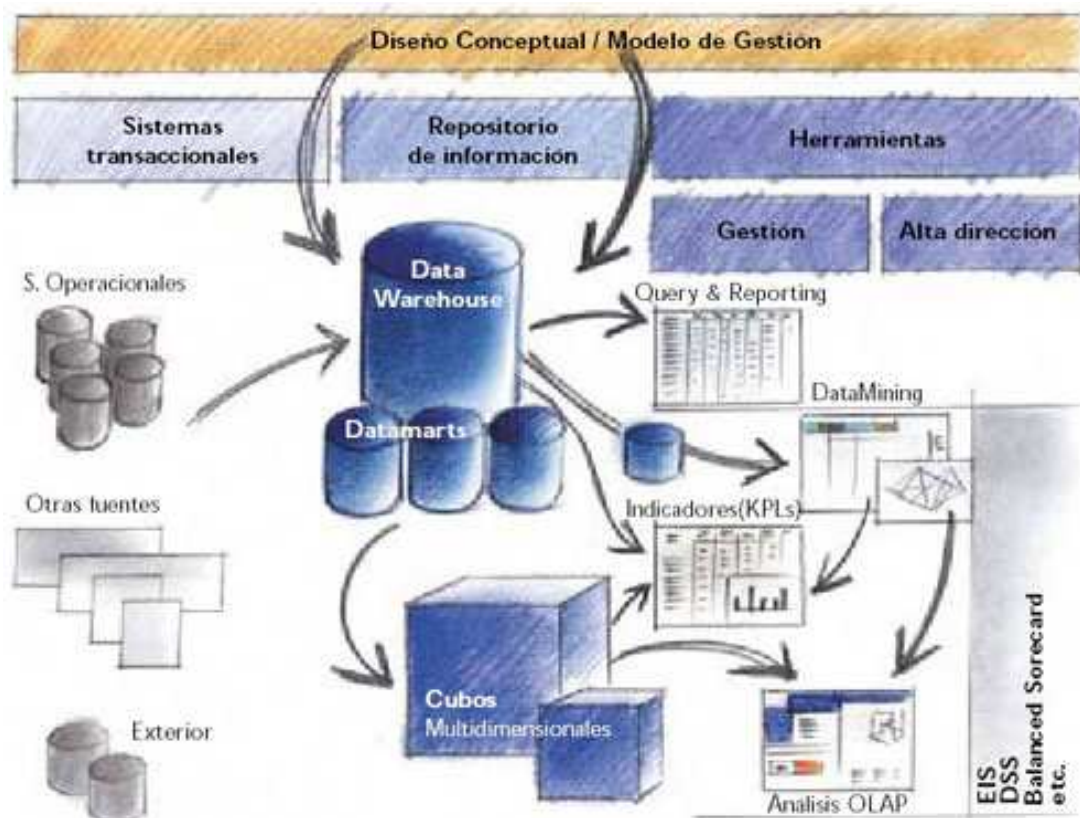 Diseño Conceptual / Modelo de Gestión
Sistemas
transaccionales
Repositorio
de información
Herramientas
Gestión
Alta dirección
S. Operacionales
Data
Warehouse
Query & Reporting
DataMining
Datamarts
Otras fuentes
Indicadores(KPLs)
Cubos
Multidimensionales
Exterior
Analisis OLAP
EIS
DSS
Balanced Sorecard
etc.